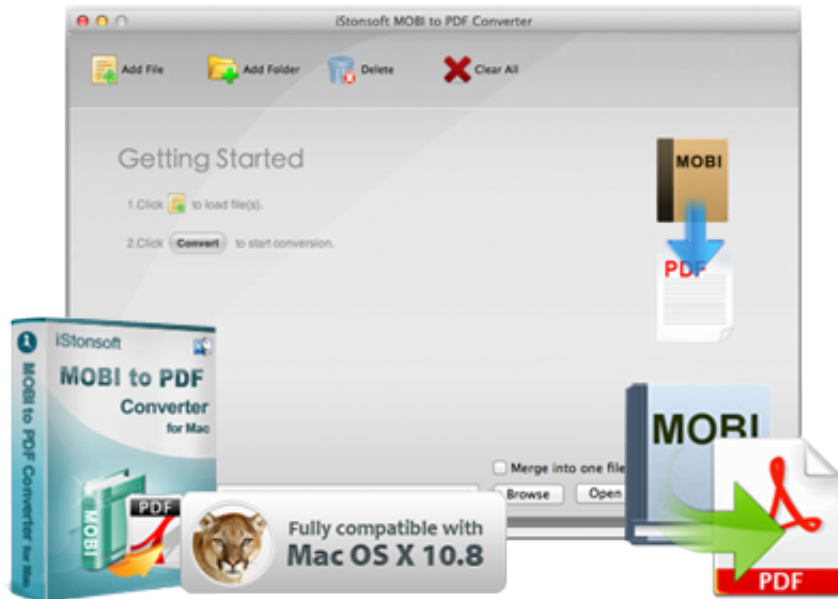 iStonsoft MOBI to PDF Converter
Add File
Add Folder
Delete
Clear All
Getting Started
1.Click to load file(s).
2.Click Convert to start conversion.
MOBI
PDF
iStonsoft
MOBI to PDF
Converter
for Mac
MOBI to PDF Converter for Mac
MOBI
PDF
Merge into one file
Browse
Open
Fully compatible with
Mac OS X 10.8
MOBI
PDF